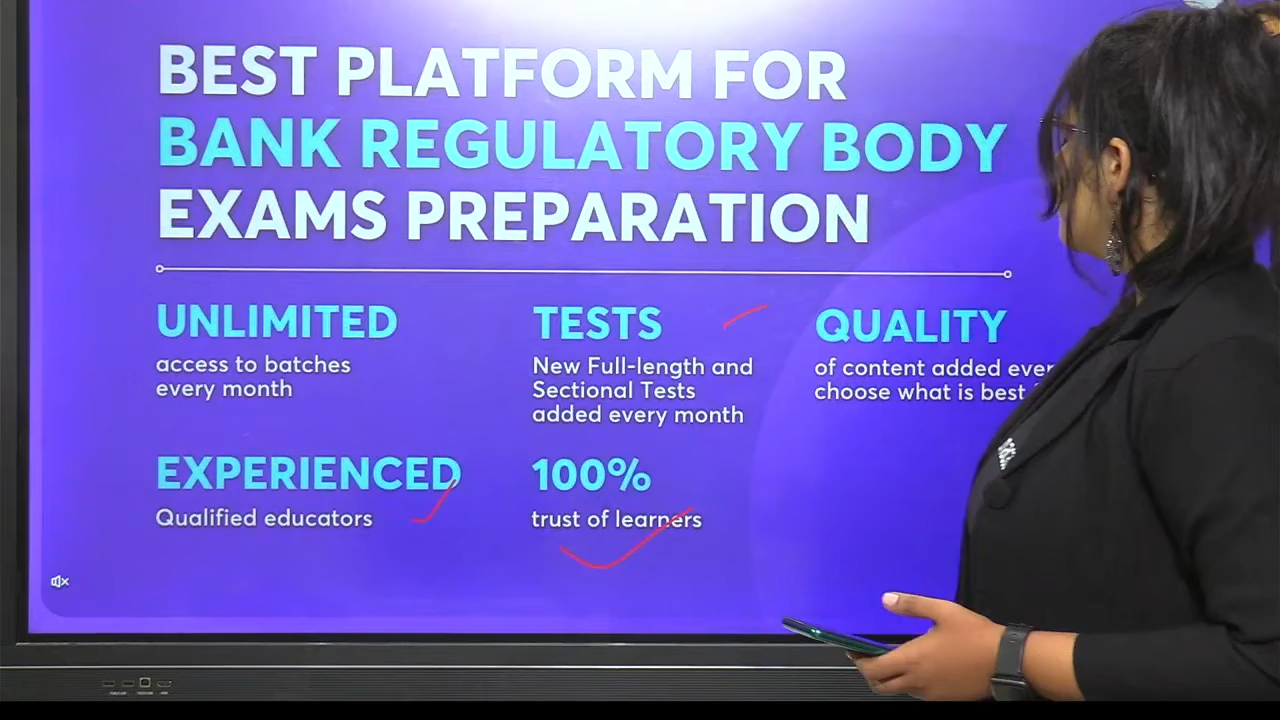 BEST PLATFORM FOR
BANK REGULATORY BODY
EXAMS PREPARATION
UNLIMITED
access to batches
every month
TESTS
New Full-length and
Sectional Tests
added every month
QUALITY
of content added
choose what is best
EXPERIENCED
Qualified educators
100%
trust of learners